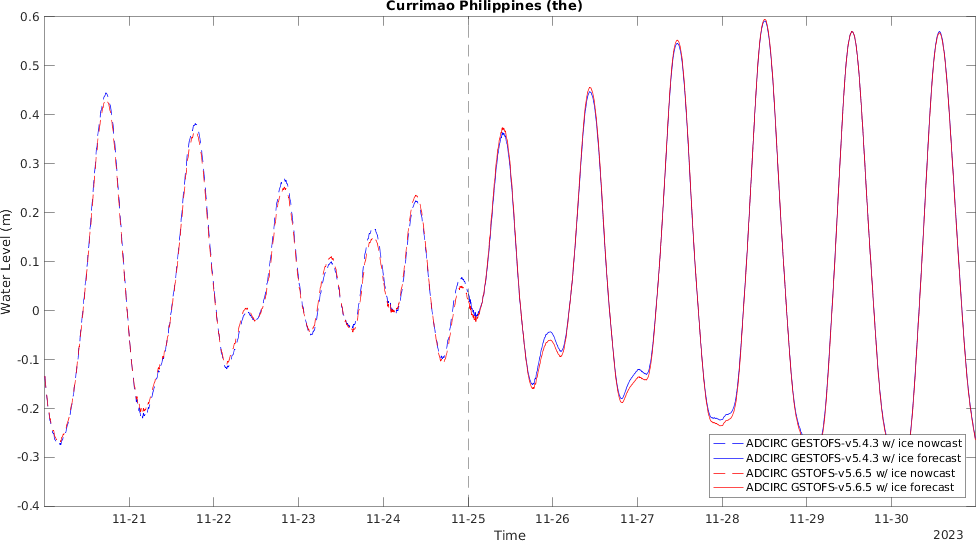 Currimao Philippines (the)
0.6
0.5
0.4
0.3
0.2
0.1
0
-0.1
-0.2
-0.3
-0.4
Water Level (m)
ADCIRC GESTOFS-v5.4.3 w/ ice nowcast
ADCIRC GESTOFS-v5.4.3 w/ ice forecast
ADCIRC GSTOFS-v5.6.5 w/ ice nowcast
ADCIRC GSTOFS-v5.6.5 w/ ice forecast
11-21 11-22 11-23 11-24 11-25 11-26 11-27 11-28 11-29 11-30
Time
2023